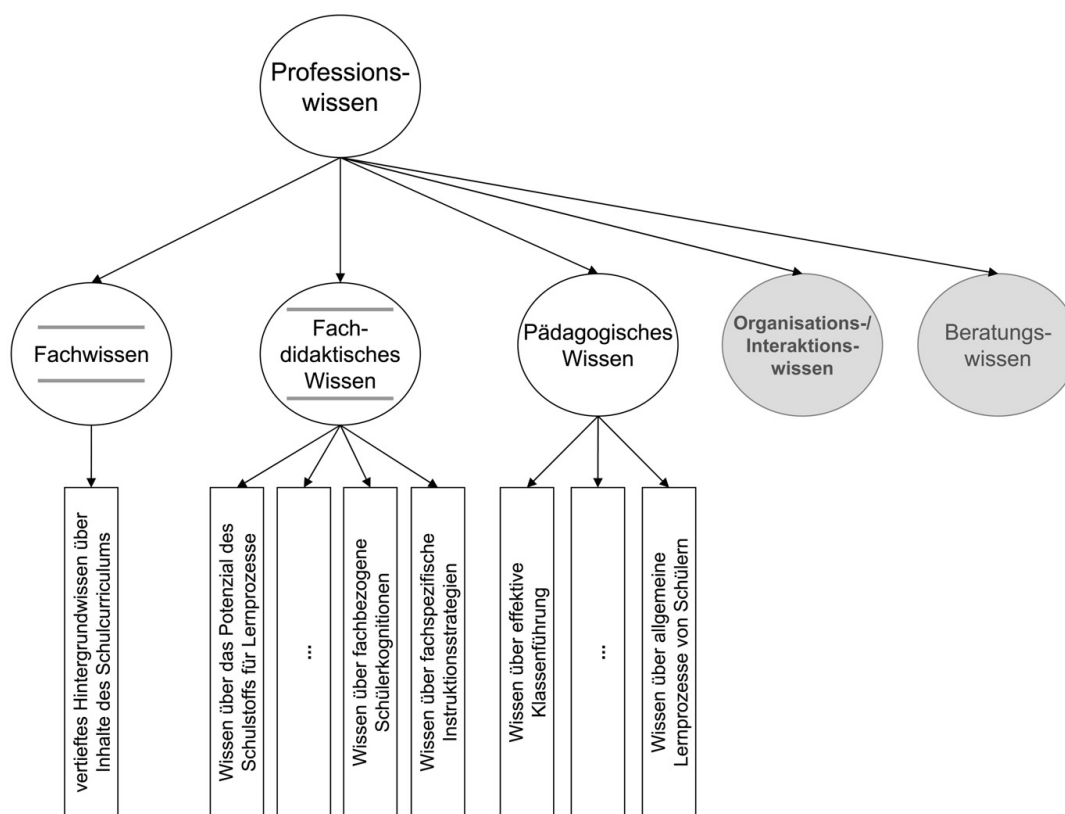 Professions-
wissen
Fachwissen
Fach-
didaktisches
Wissen
Pädagogisches
Wissen
Organisations-/
Interaktions-
wissen
Beratungs-
wissen
vertieftes Hintergrundwissen über
Inhalte des Schulcurriculums
Wissen über das Potenzial des
Schulstoffs für Lernprozesse
...
Wissen über fachbezogene
Schülerkognitionen
Wissen über fachspezifische
Instruktionsstrategien
Wissen über effektive
Klassenführung
...
Wissen über allgemeine
Lernprozesse von Schülern